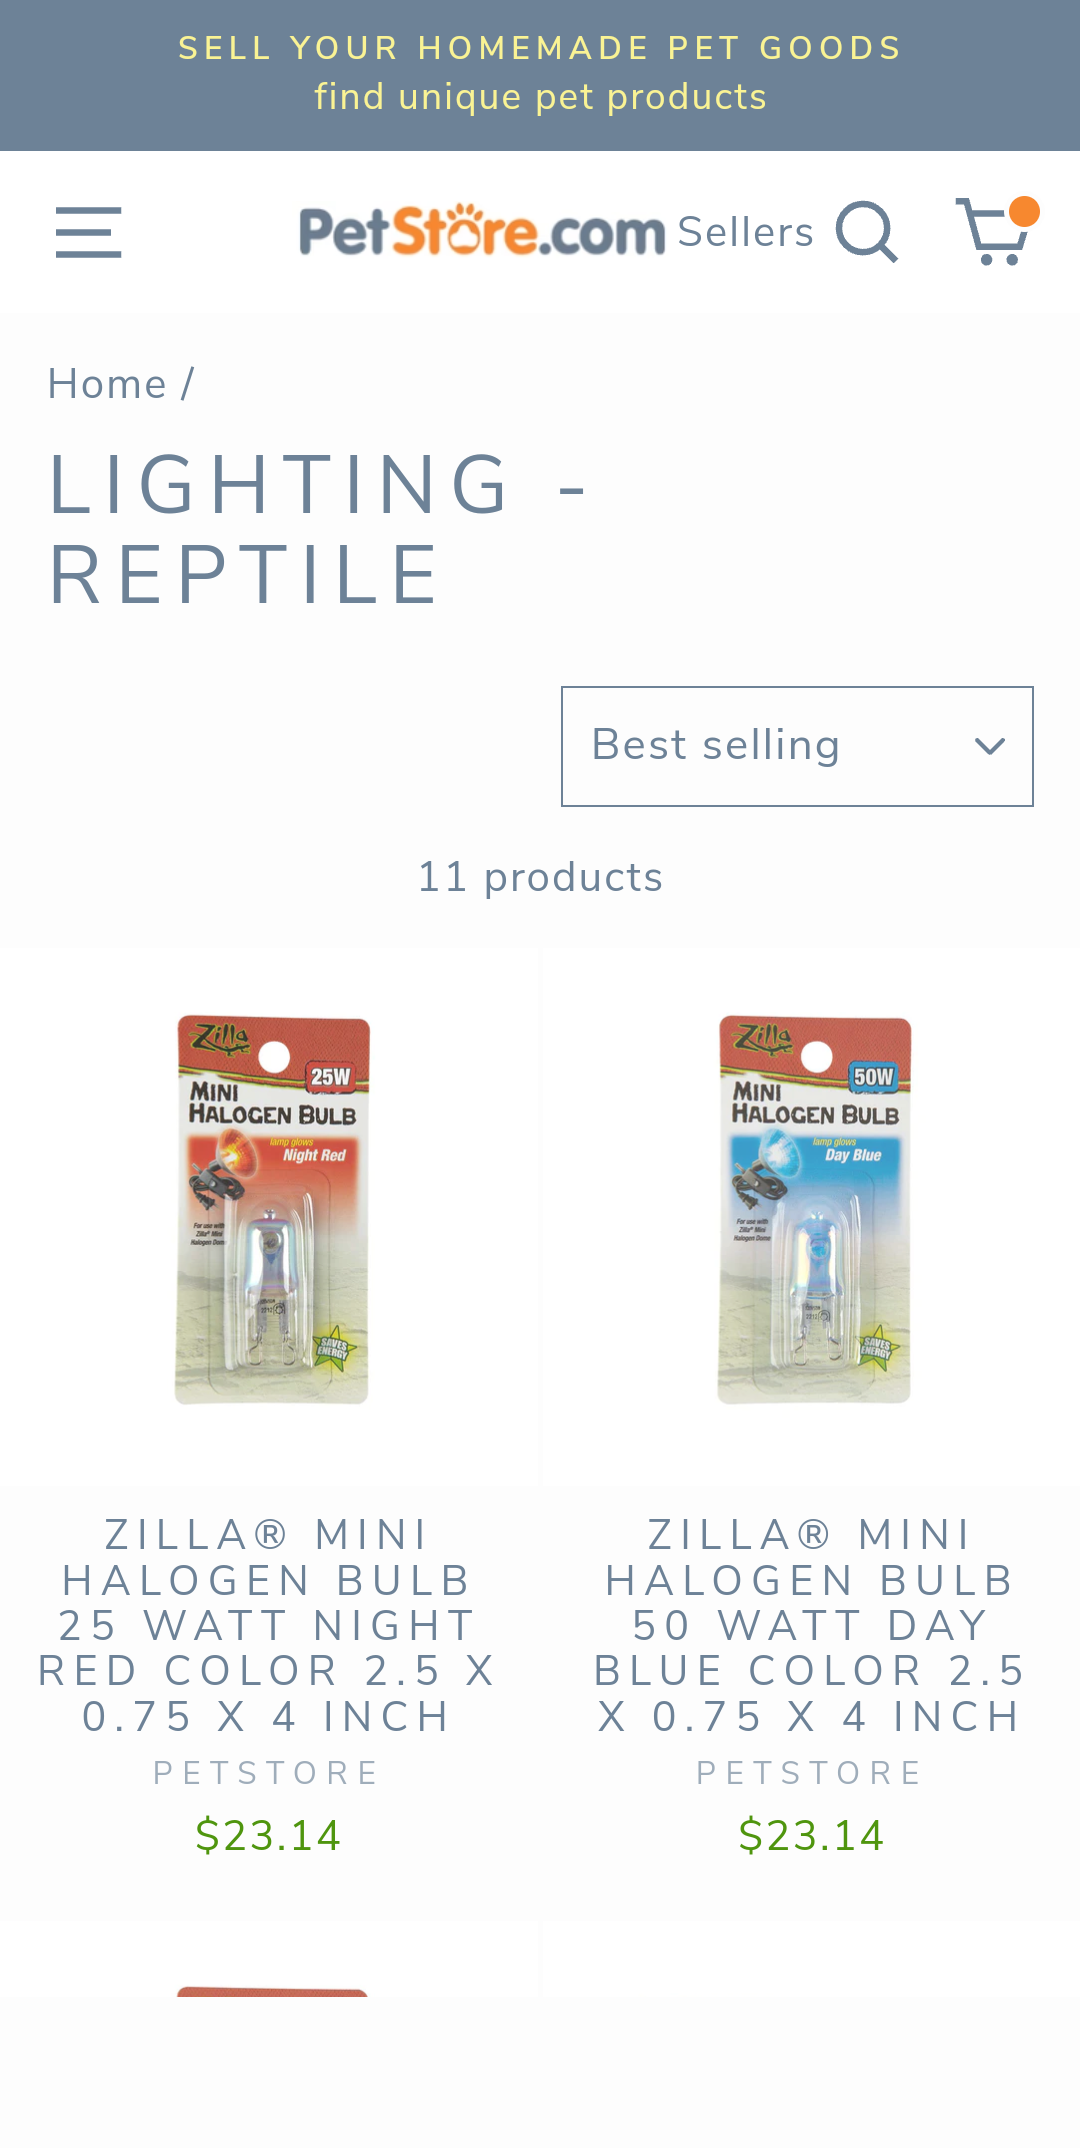 SELL YOUR HOMEMADE PET GOODS
find unique pet products
PetStore.com Sellers
Home /
LIGHTING -
REPTILE
Best selling
11 products
Zilla
25W
MINI
HALOGEN BULB
lamp glows
Night Red
For use with
Zilla® Mini
Halogen Dome
SAVES
ENERGY
Zilla
50W
MINI
HALOGEN BULB
lamp glows
Day Blue
For use with
Zilla® Mini
Halogen Dome
SAVES
ENERGY
ZILLA® MINI
HALOGEN BULB
25 WATT NIGHT
RED COLOR 2.5 X
0.75 X 4 INCH
PETSTORE
$23.14
ZILLA® MINI
HALOGEN BULB
50 WATT DAY
BLUE COLOR 2.5
X 0.75 X 4 INCH
PETSTORE
$23.14